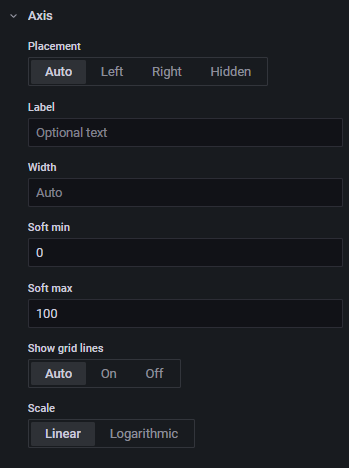 Axis
Placement
Auto Left Right Hidden
Label
Optional text
Width
Auto
Soft min
0
Soft max
100
Show grid lines
Auto On Off
Scale
Linear Logarithmic